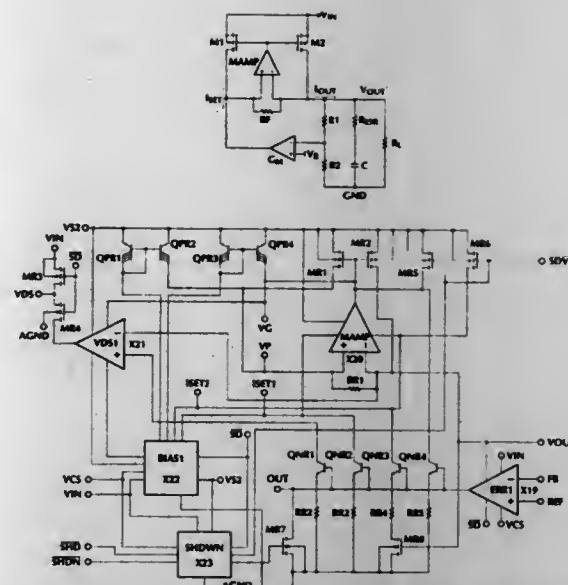 VIN
M1
M2
MAMP
ISET
IOUT
VOUT
RF
R1
RESR
RL
GM
VR
R2
C
GND
VS2
QPR1
QPR2
QPR3
QPR4
MR1
MR2
MR5
MR6
VIN
SD
MR3
VDS
MR4
AGND
VDS1
X21
VG
VP
MAMP
X20
RR1
ISET2
ISET1
SD
BIAS1
X22
VS2
VCS
VIN
OUT
QNR1
QNR2
QNR3
QNR4
RR2
RR3
RR4
RR5
VIN
ERR1
X19
FB
REF
SD
VCS
MR7
MR8
SHDWN
X23
SHD
SHDN
AGND